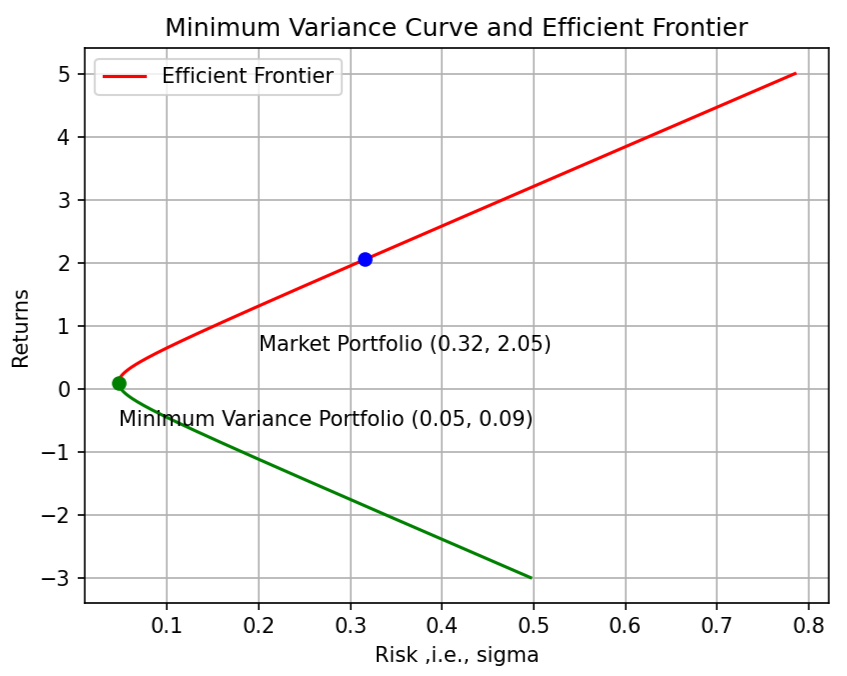 Minimum Variance Curve and Efficient Frontier
Efficient Frontier
5
4
3
2
1
0
−1
−2
−3
Returns
Market Portfolio (0.32, 2.05)
Minimum Variance Portfolio (0.05, 0.09)
0.1 0.2 0.3 0.4 0.5 0.6 0.7 0.8
Risk ,i.e., sigma